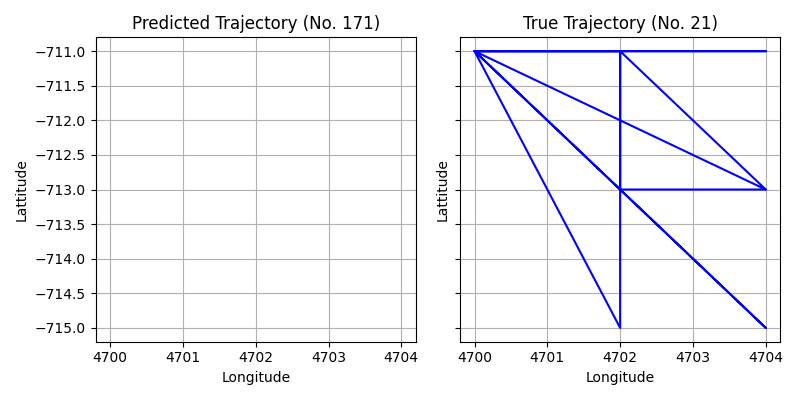 Predicted Trajectory (No. 171)
True Trajectory (No. 21)
Lattitude
−711.0
−711.5
−712.0
−712.5
−713.0
−713.5
−714.0
−714.5
−715.0
4700 4701 4702 4703 4704
Longitude
Lattitude
4700 4701 4702 4703 4704
Longitude